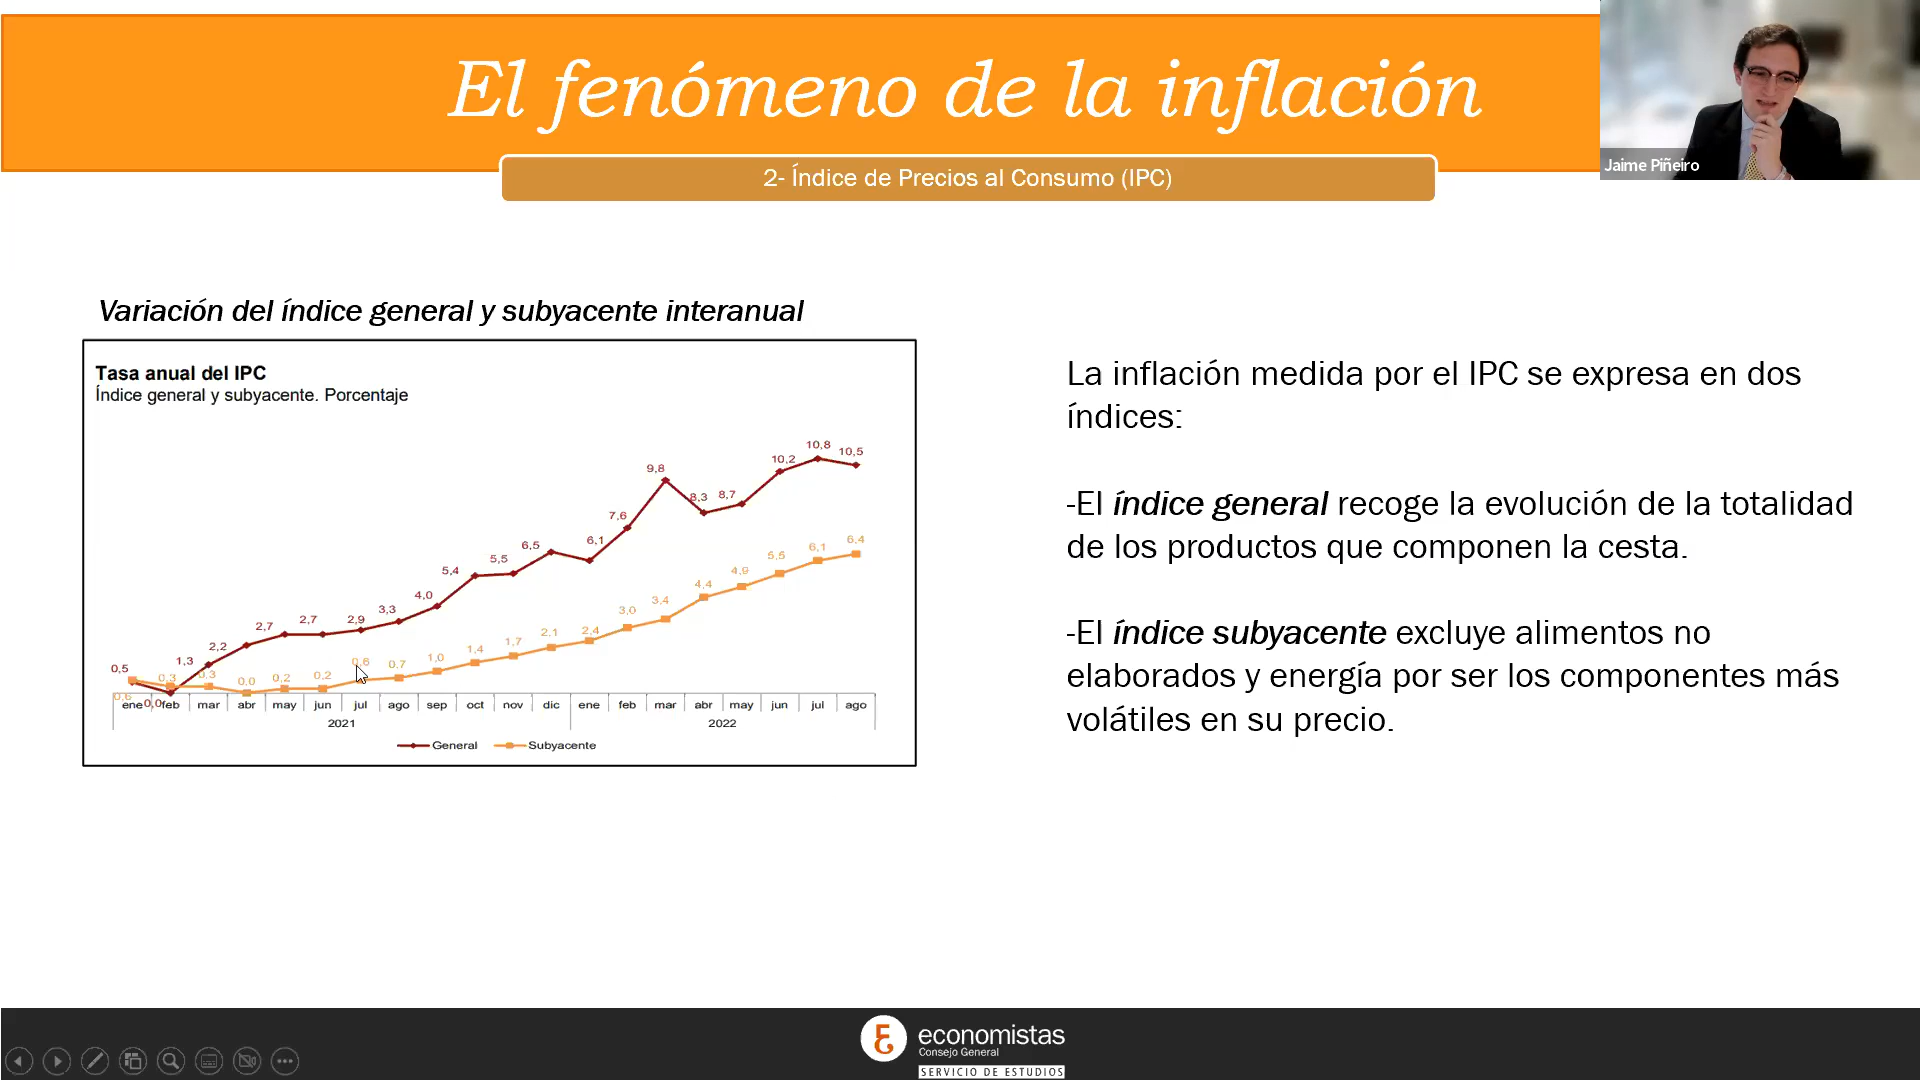 El fenómeno de la inflación
Jaime Piñeiro
2- Índice de Precios al Consumo (IPC)
Variación del índice general y subyacente interanual
Tasa anual del IPC
Índice general y subyacente. Porcentaje
0,5 0,0 1,3 2,2 2,7 2,7 2,9 3,3 4,0 5,4 5,5 6,5 6,1 7,6 9,8 8,3 8,7 10,2 10,8 10,5
0,6 0,3 0,3 0,0 0,2 0,2 0,6 0,7 1,0 1,4 1,7 2,1 2,4 3,0 3,4 4,4 4,9 5,5 6,1 6,4
ene feb mar abr may jun jul ago sep oct nov dic ene feb mar abr may jun jul ago
2021 2022
General Subyacente
La inflación medida por el IPC se expresa en dos
índices:
-El índice general recoge la evolución de la totalidad
de los productos que componen la cesta.
-El índice subyacente excluye alimentos no
elaborados y energía por ser los componentes más
volátiles en su precio.
economistas
Consejo General
SERVICIO DE ESTUDIOS